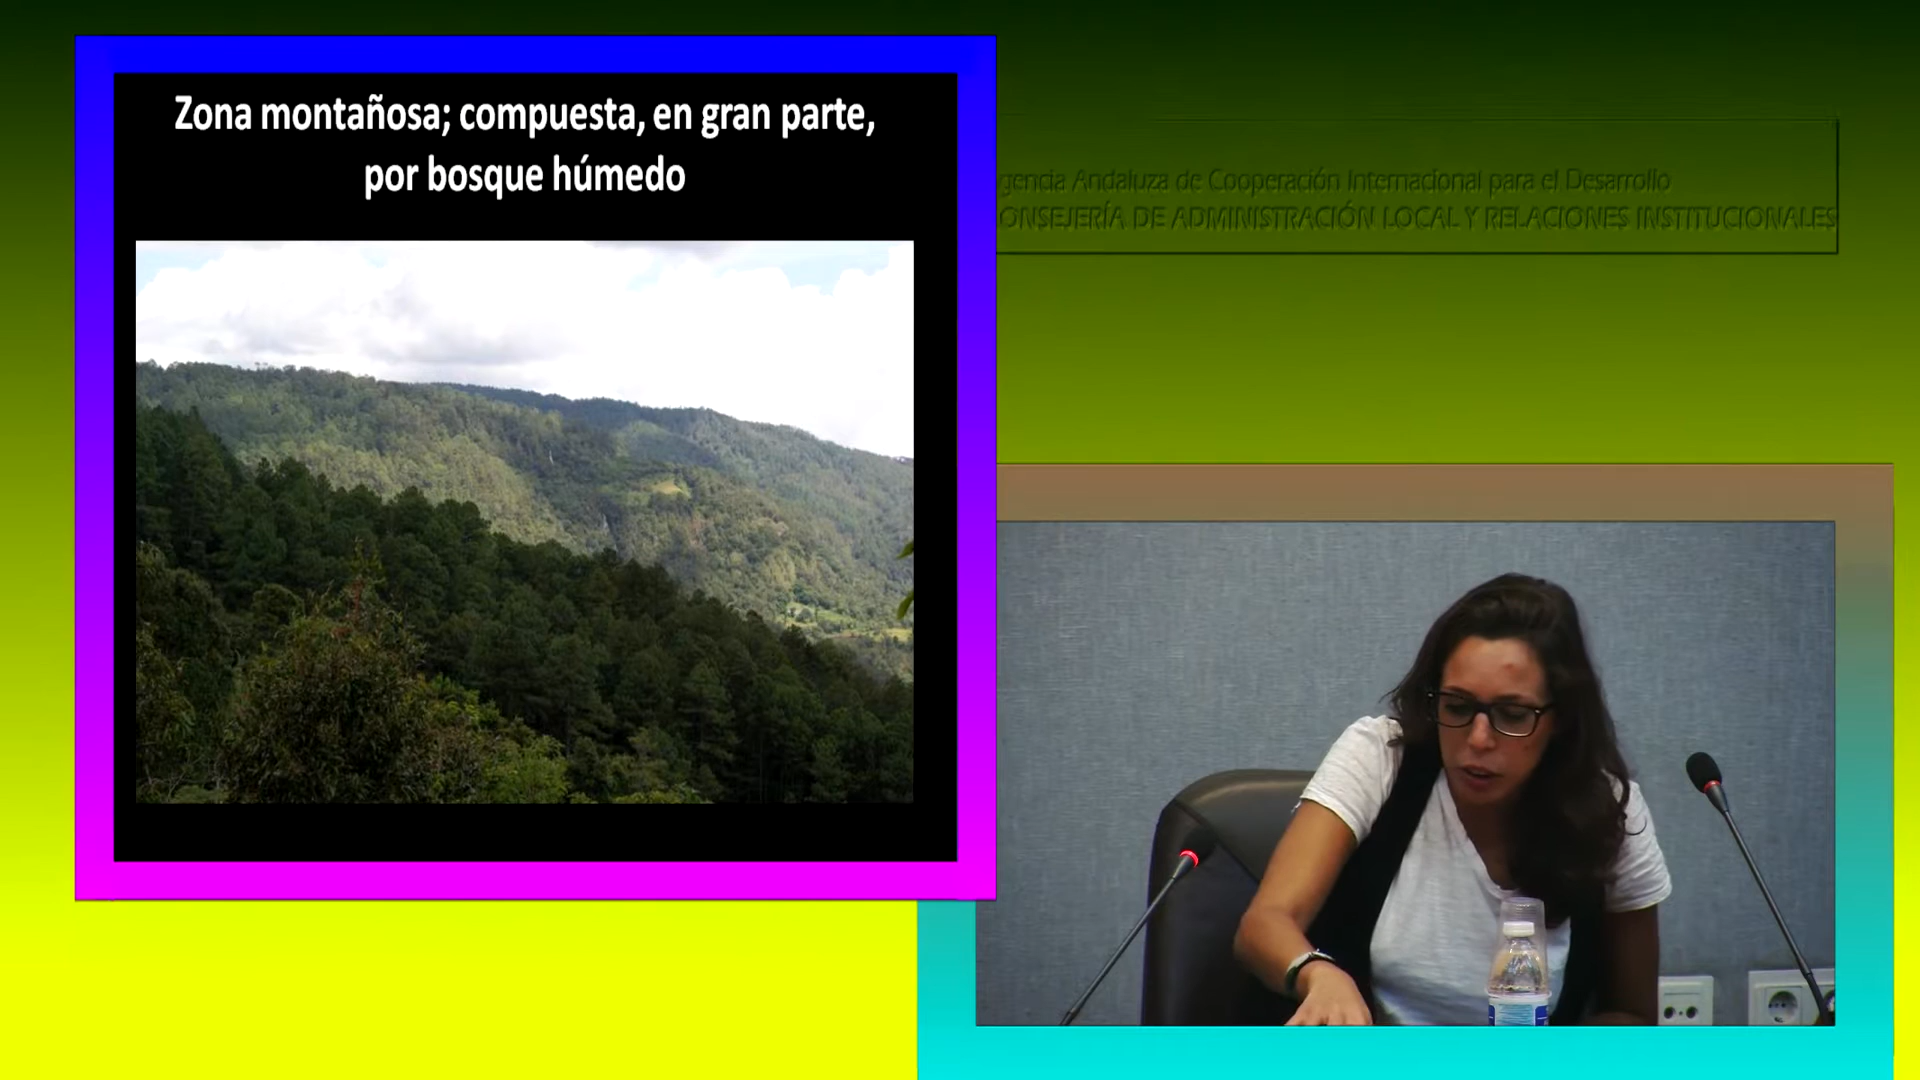 Zona montañosa; compuesta, en gran parte,
por bosque húmedo
gencia Andaluza de Cooperación Internacional para el Desarrollo
ONSEJERÍA DE ADMINISTRACIÓN LOCAL Y RELACIONES INSTITUCIONALES